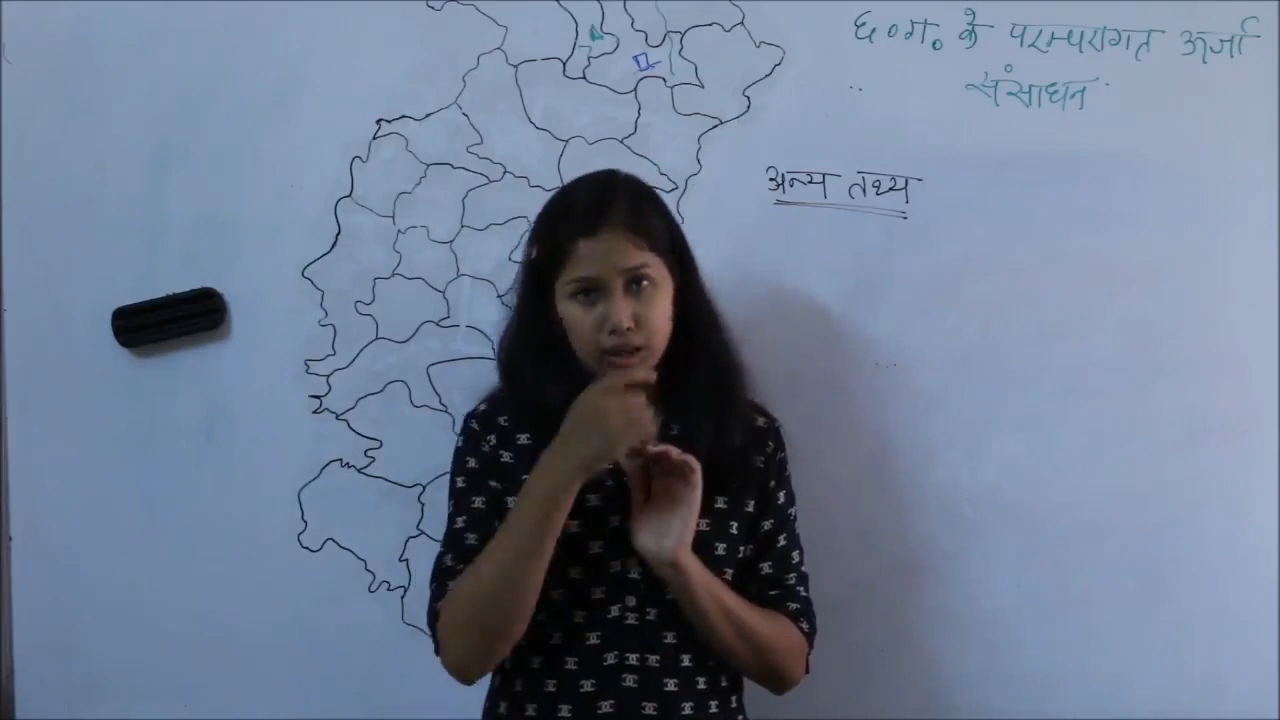 छ०ग० के परम्परागत ऊर्जा
संसाधन
अन्य तथ्य